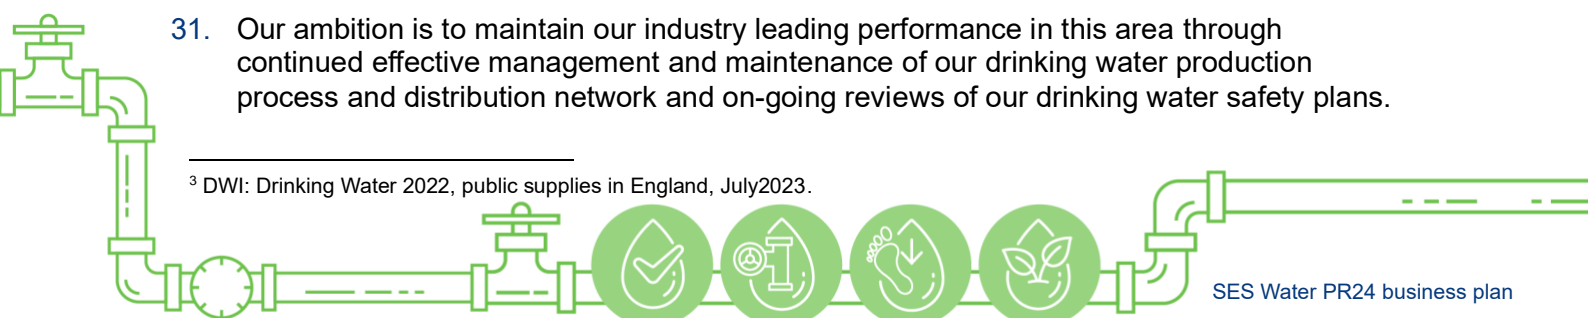 31. Our ambition is to maintain our industry leading performance in this area through
continued effective management and maintenance of our drinking water production
process and distribution network and on-going reviews of our drinking water safety plans.
3 DWI: Drinking Water 2022, public supplies in England, July2023.
SES Water PR24 business plan